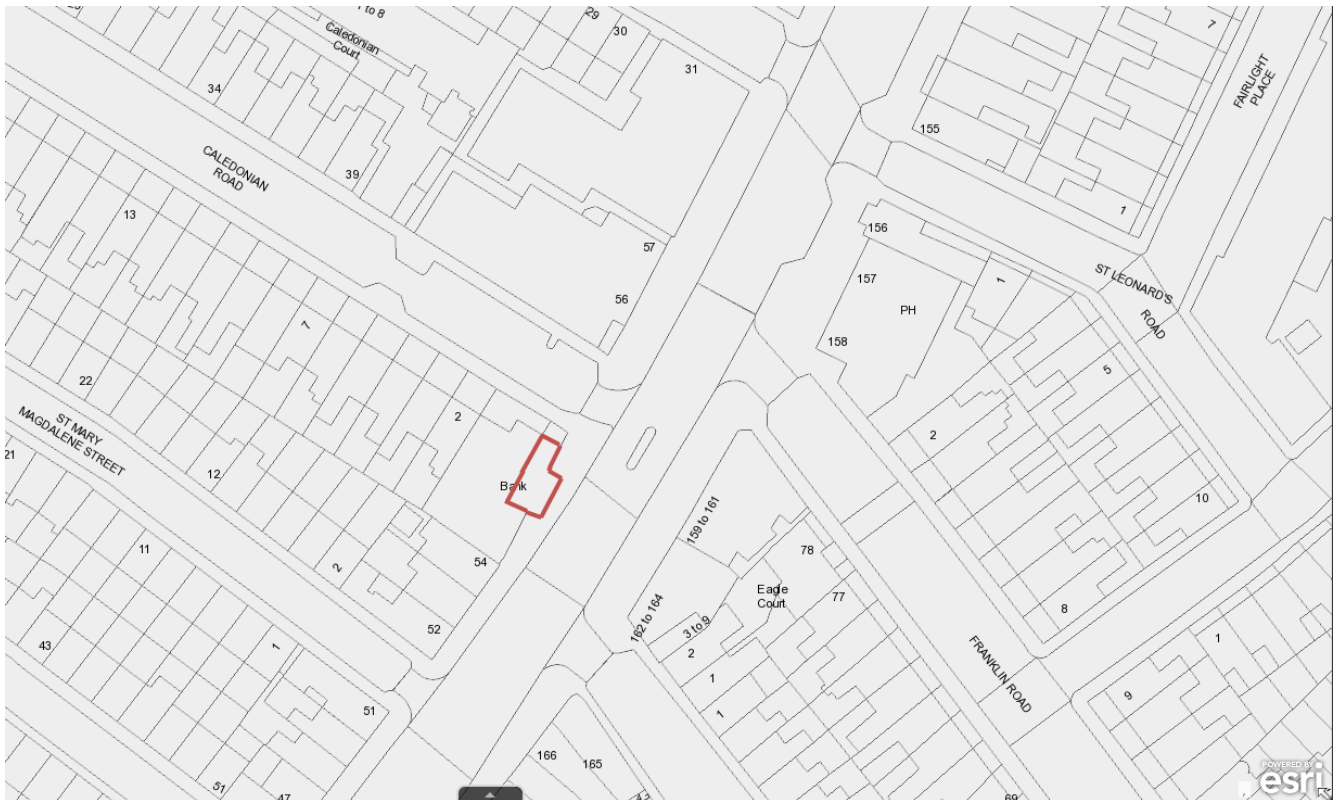 1 to 8
Caledonian
Court
29
30
31
7
FAIRLIGHT
PLACE
34
155
CALEDONIAN
ROAD
39
13
1
156
57
157
1
ST LEONARD'S
ROAD
56
PH
7
158
22
5
2
2
ST MARY
MAGDALENE STREET
21
12
Bank
10
159 to 161
11
78
54
2
Eagle
Court
77
162 to 164
8
52
3 to 9
43
1
2
1
FRANKLIN ROAD
1
9
51
1
166
165
51
47
POWERED BY
esri